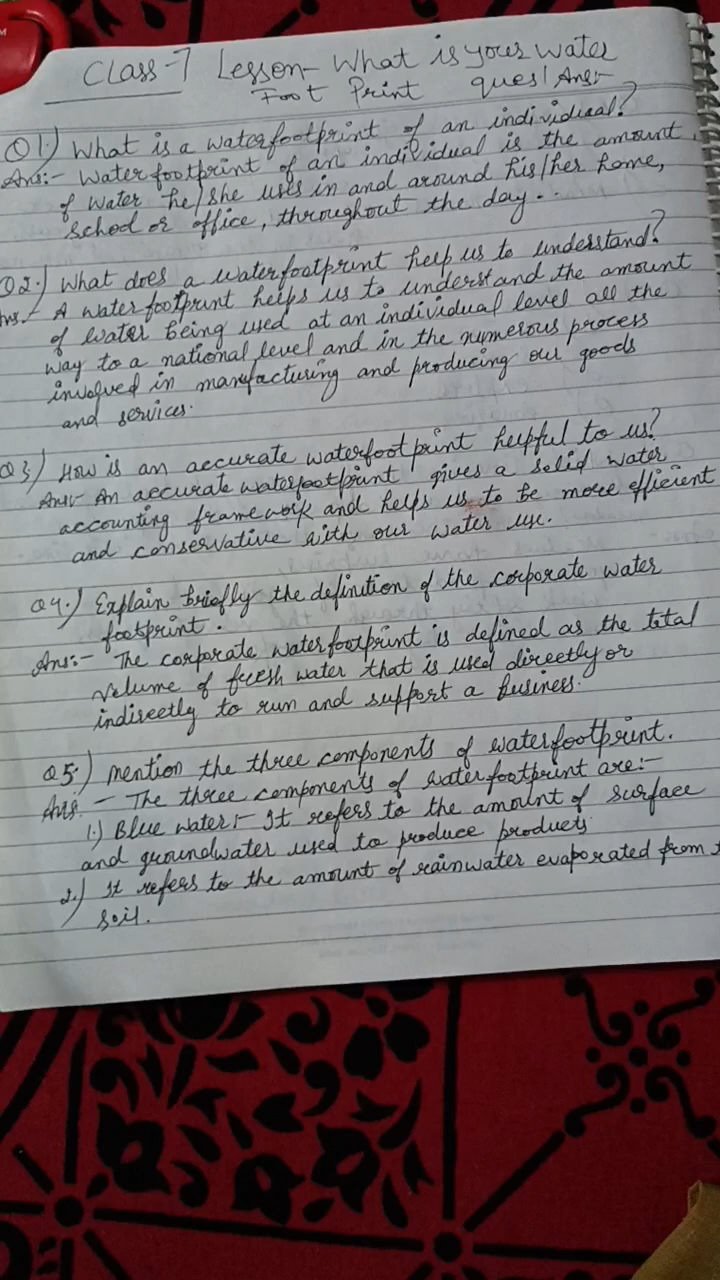 Class-7 Lesson- What is your water
Foot Print ques/Ans:-
Q1.) What is a waterfootprint of an individual?
Ans:- Waterfootprint of an individual is the amount
of water he/she uses in and around his/her home,
school or office, throughout the day..
Q2.) What does a waterfootprint help us to understand?
Ans.- A waterfootprint helps us to understand the amount
of water being used at an individual level all the
way to a national level and in the numerous process
involved in manufacturing and producing our goods
and services.
Q3) How is an accurate waterfootprint helpful to us?
Ans- An accurate waterfootprint gives a solid water
accounting framework and helps us to be more efficient
and conservative with our water use.
Q4.) Explain briefly the definition of the corporate water
footprint.
Ans:- The corporate waterfootprint is defined as the total
volume of fresh water that is used directly or
indirectly to run and support a business.
Q5.) Mention the three components of waterfootprint.
Ans. - The three components of waterfootprint are:-
1.) Blue water:- It refers to the amount of surface
and groundwater used to produce products
2.) It refers to the amount of rainwater evaporated from
soil.